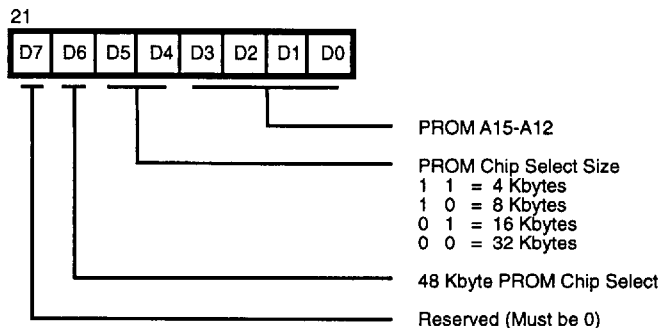 21
D7 D6 D5 D4 D3 D2 D1 D0
PROM A15-A12
PROM Chip Select Size
1 1 = 4 Kbytes
1 0 = 8 Kbytes
0 1 = 16 Kbytes
0 0 = 32 Kbytes
48 Kbyte PROM Chip Select
Reserved (Must be 0)